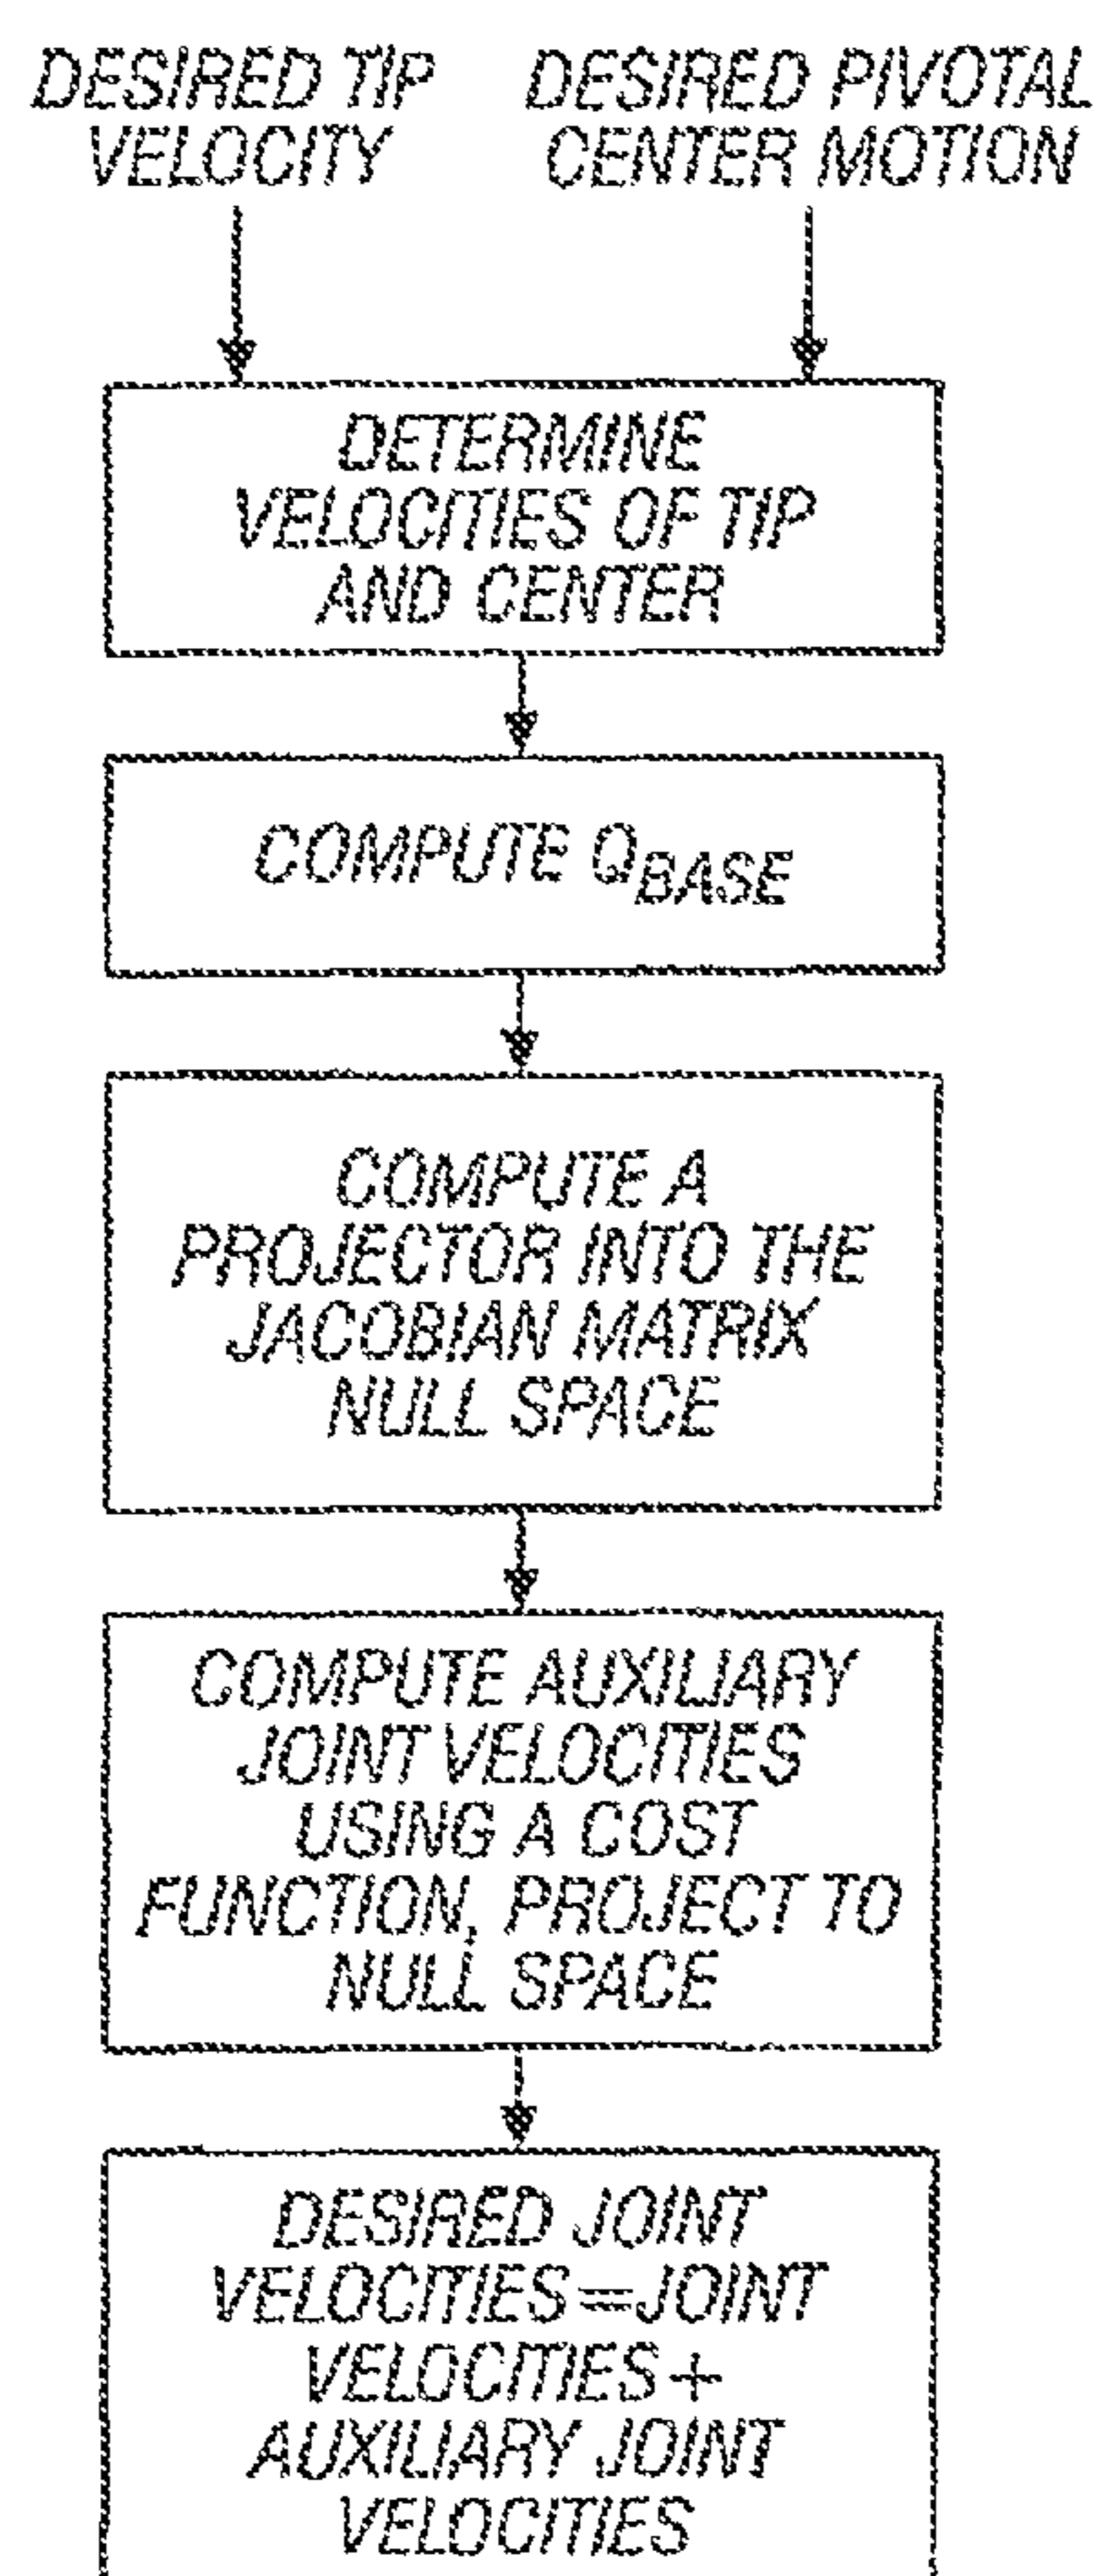 DESIRED TIP
VELOCITY
DESIRED PIVOTAL
CENTER MOTION
DETERMINE
VELOCITIES OF TIP
AND CENTER
COMPUTE QBASE
COMPUTE A
PROJECTOR INTO THE
JACOBIAN MATRIX
NULL SPACE
COMPUTE AUXILIARY
JOINT VELOCITIES
USING A COST
FUNCTION, PROJECT TO
NULL SPACE
DESIRED JOINT
VELOCITIES=JOINT
VELOCITIES+
AUXILIARY JOINT
VELOCITIES